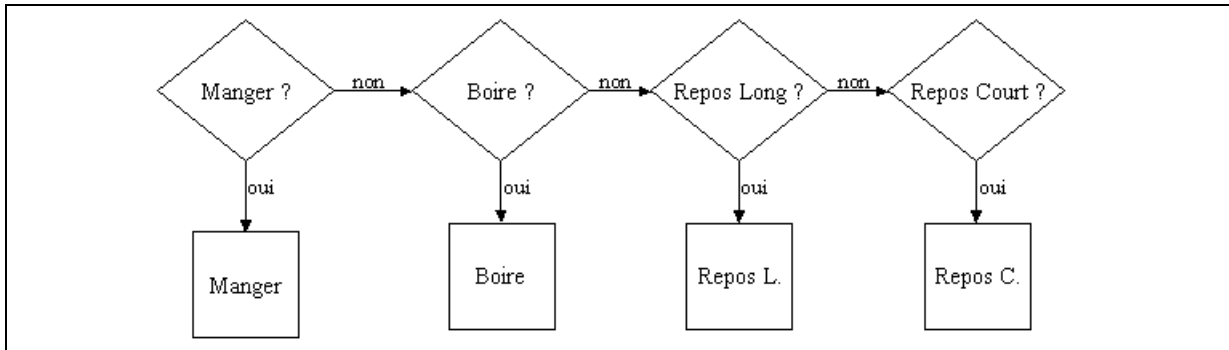 Manger ?
non
Boire ?
non
Repos Long ?
non
Repos Court ?
oui
oui
oui
oui
Manger
Boire
Repos L.
Repos C.